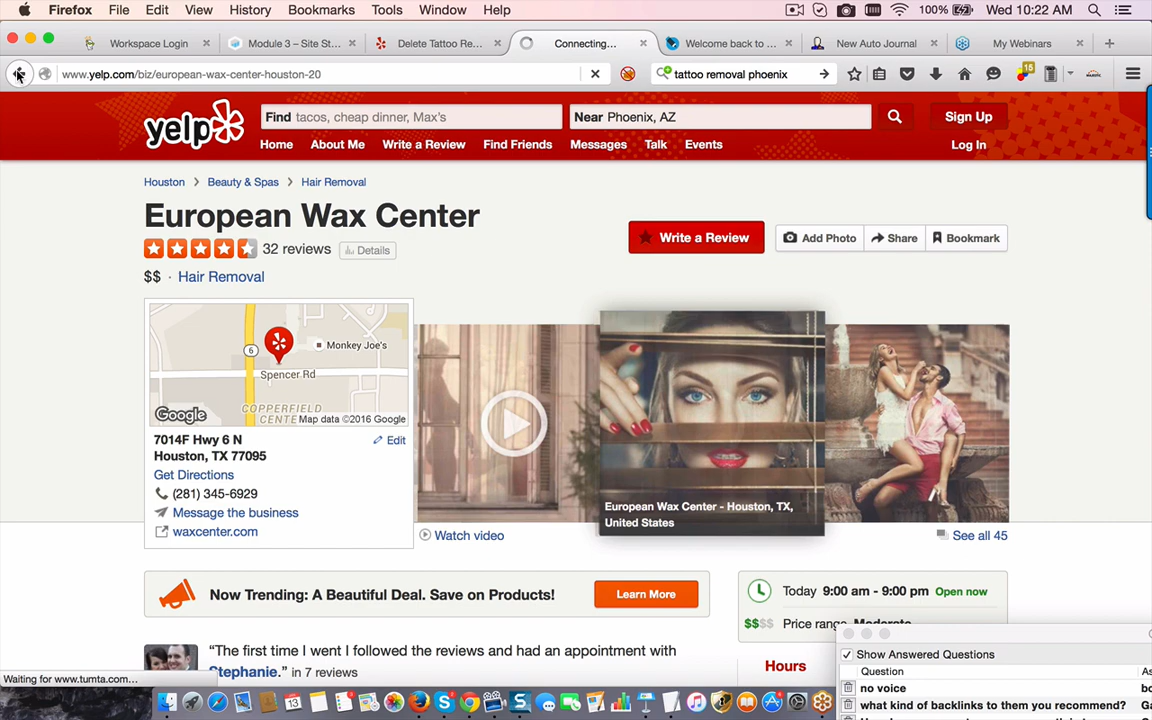 Firefox File Edit View History Bookmarks Tools Window Help 100% Wed 10:22 AM
Workspace Login Module 3 – Site St... Delete Tattoo Re... Connecting... Welcome back to ... New Auto Journal My Webinars
www.yelp.com/biz/european-wax-center-houston-20 tattoo removal phoenix 15
yelp Find tacos, cheap dinner, Max's Near Phoenix, AZ Sign Up
Home About Me Write a Review Find Friends Messages Talk Events Log In
Houston Beauty & Spas Hair Removal
European Wax Center
32 reviews Details
Write a Review Add Photo Share Bookmark
$$ · Hair Removal
6 Monkey Joe's
Spencer Rd
COPPERFIELD
CENTE
Google Map data ©2016 Google
7014F Hwy 6 N Edit
Houston, TX 77095
Get Directions
(281) 345-6929
Message the business
waxcenter.com
European Wax Center - Houston, TX,
United States
Watch video See all 45
Now Trending: A Beautiful Deal. Save on Products! Learn More
Today 9:00 am - 9:00 pm Open now
$$$$ Price range Moderate
"The first time I went I followed the reviews and had an appointment with
Stephanie." in 7 reviews
Hours
Waiting for www.tumta.com...
Show Answered Questions
Question As
no voice bo
what kind of backlinks to them you recommend? Ga
13